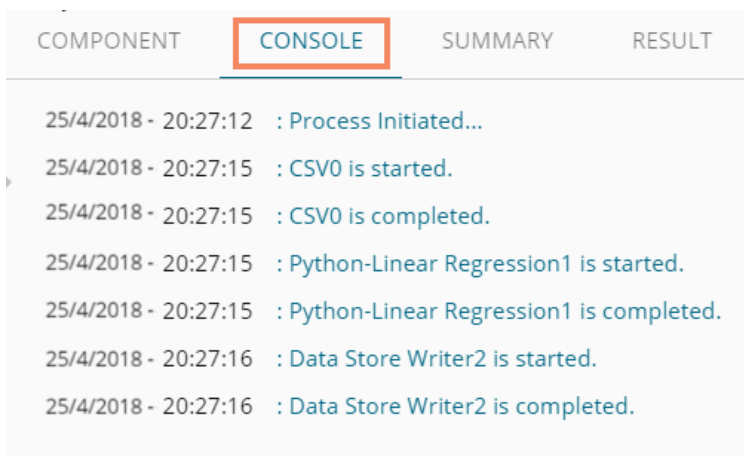 COMPONENT CONSOLE SUMMARY RESULT
25/4/2018 - 20:27:12 : Process Initiated...
25/4/2018 - 20:27:15 : CSV0 is started.
25/4/2018 - 20:27:15 : CSV0 is completed.
25/4/2018 - 20:27:15 : Python-Linear Regression1 is started.
25/4/2018 - 20:27:15 : Python-Linear Regression1 is completed.
25/4/2018 - 20:27:16 : Data Store Writer2 is started.
25/4/2018 - 20:27:16 : Data Store Writer2 is completed.